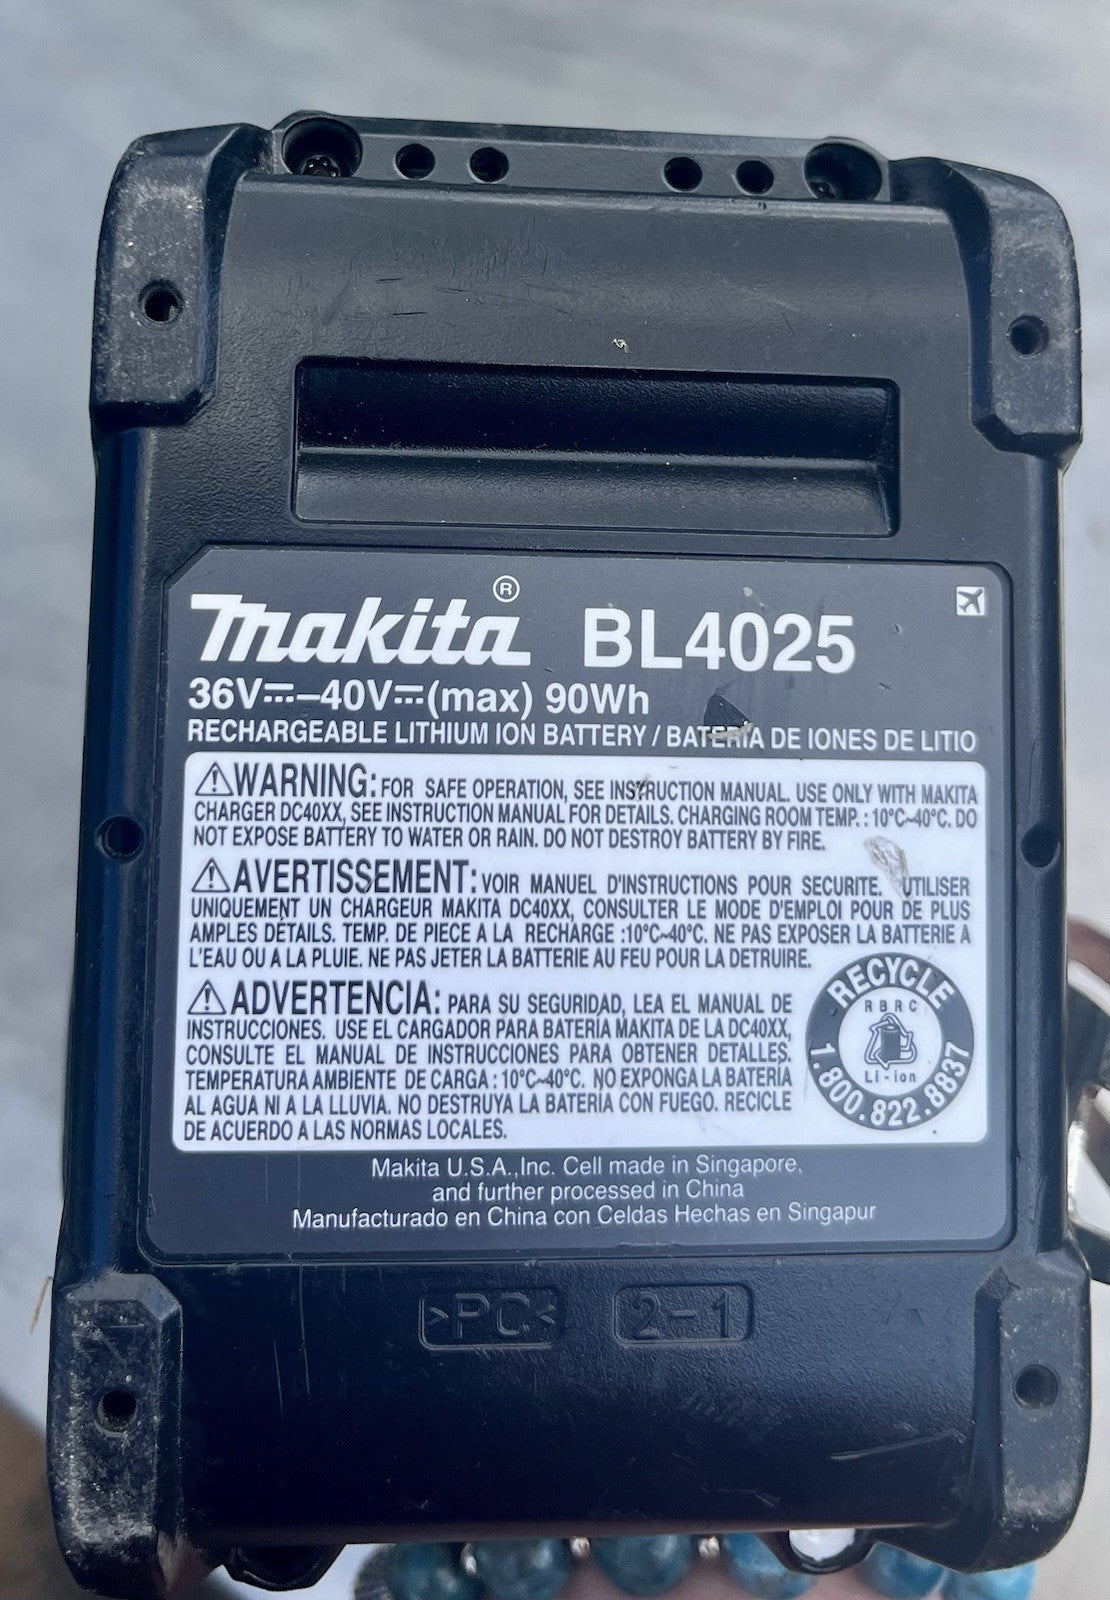 makita® BL4025
36V⎓–40V⎓(max) 90Wh
RECHARGEABLE LITHIUM ION BATTERY / BATERÍA DE IONES DE LITIO
⚠WARNING: FOR SAFE OPERATION, SEE INSTRUCTION MANUAL. USE ONLY WITH MAKITA
CHARGER DC40XX, SEE INSTRUCTION MANUAL FOR DETAILS. CHARGING ROOM TEMP. : 10°C~40°C. DO
NOT EXPOSE BATTERY TO WATER OR RAIN. DO NOT DESTROY BATTERY BY FIRE.
⚠AVERTISSEMENT: VOIR MANUEL D'INSTRUCTIONS POUR SECURITE. UTILISER
UNIQUEMENT UN CHARGEUR MAKITA DC40XX, CONSULTER LE MODE D'EMPLOI POUR DE PLUS
AMPLES DÉTAILS. TEMP. DE PIECE A LA RECHARGE :10°C~40°C. NE PAS EXPOSER LA BATTERIE A
L'EAU OU A LA PLUIE. NE PAS JETER LA BATTERIE AU FEU POUR LA DETRUIRE.
⚠ADVERTENCIA: PARA SU SEGURIDAD, LEA EL MANUAL DE
INSTRUCCIONES. USE EL CARGADOR PARA BATERÍA MAKITA DE LA DC40XX,
CONSULTE EL MANUAL DE INSTRUCCIONES PARA OBTENER DETALLES.
TEMPERATURA AMBIENTE DE CARGA : 10°C~40°C. NO EXPONGA LA BATERÍA
AL AGUA NI A LA LLUVIA. NO DESTRUYA LA BATERÍA CON FUEGO. RECICLE
DE ACUERDO A LAS NORMAS LOCALES.
RECYCLE
RBRC
Li-ion
1.800.822.8837
Makita U.S.A.,Inc. Cell made in Singapore,
and further processed in China
Manufacturado en China con Celdas Hechas en Singapur
>PC< 2-1